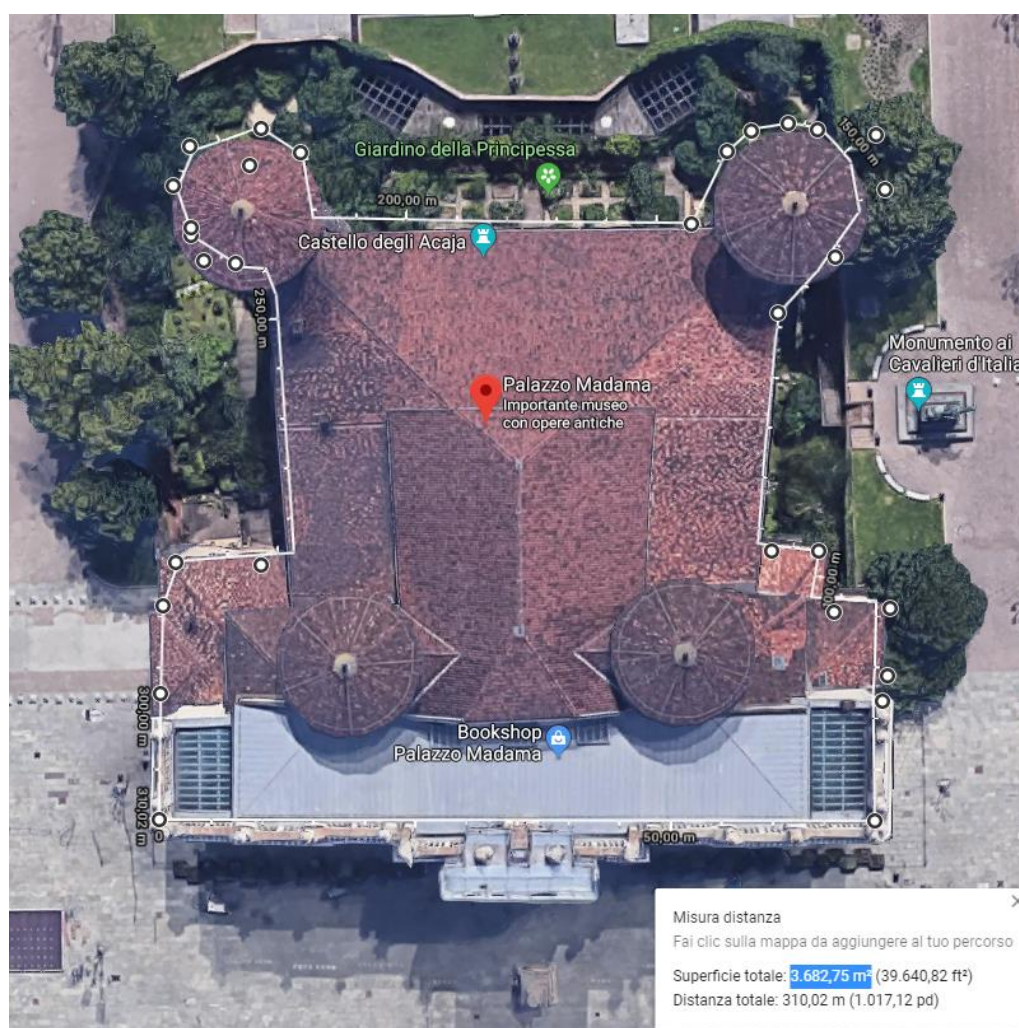 150,00 m
Giardino della Principessa
200,00 m
Castello degli Acaja
250,00 m
Monumento ai
Cavalieri d'Italia
Palazzo Madama
Importante museo
con opere antiche
100,00 m
300,00 m
Bookshop
Palazzo Madama
310,02 m
0
50,00 m
Misura distanza
Fai clic sulla mappa da aggiungere al tuo percorso
Superficie totale: 3.682,75 m² (39.640,82 ft²)
Distanza totale: 310,02 m (1.017,12 pd)